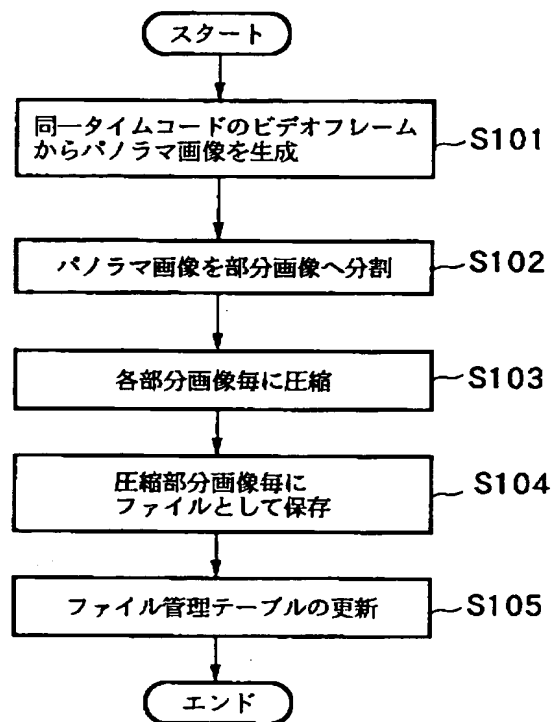 スタート
同一タイムコードのビデオフレーム
からパノラマ画像を生成
S101
パノラマ画像を部分画像へ分割
S102
各部分画像毎に圧縮
S103
圧縮部分画像毎に
ファイルとして保存
S104
ファイル管理テーブルの更新
S105
エンド